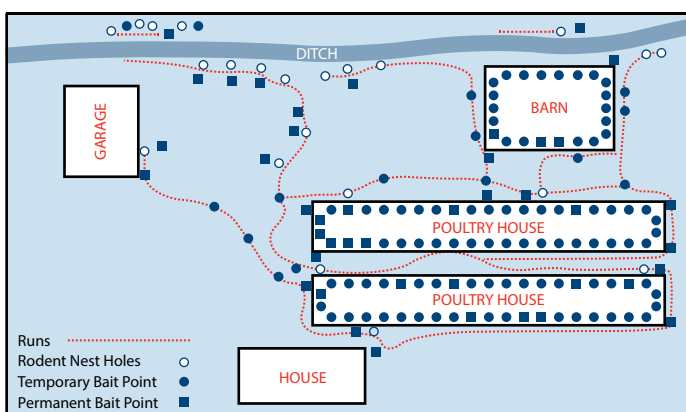 DITCH
GARAGE
BARN
POULTRY HOUSE
POULTRY HOUSE
HOUSE
Runs
Rodent Nest Holes
Temporary Bait Point
Permanent Bait Point